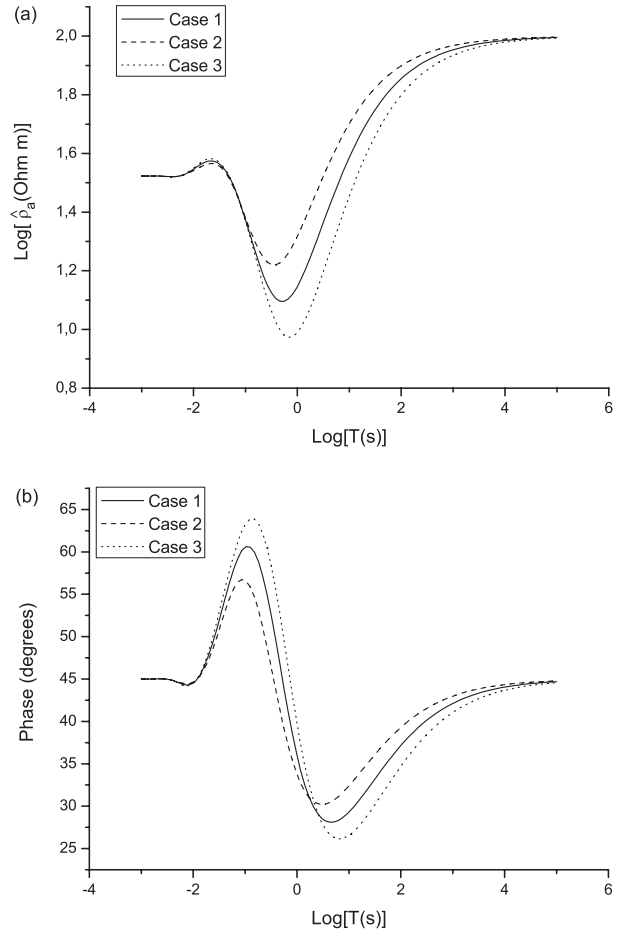 (a)
Case 1
Case 2
Case 3
2,0
1,8
1,6
1,4
1,2
1,0
0,8
Log[ ρ̂a(Ohm m)]
-4 -2 0 2 4 6
Log[T(s)]
(b)
Case 1
Case 2
Case 3
65
60
55
50
45
40
35
30
25
Phase (degrees)
-4 -2 0 2 4 6
Log[T(s)]